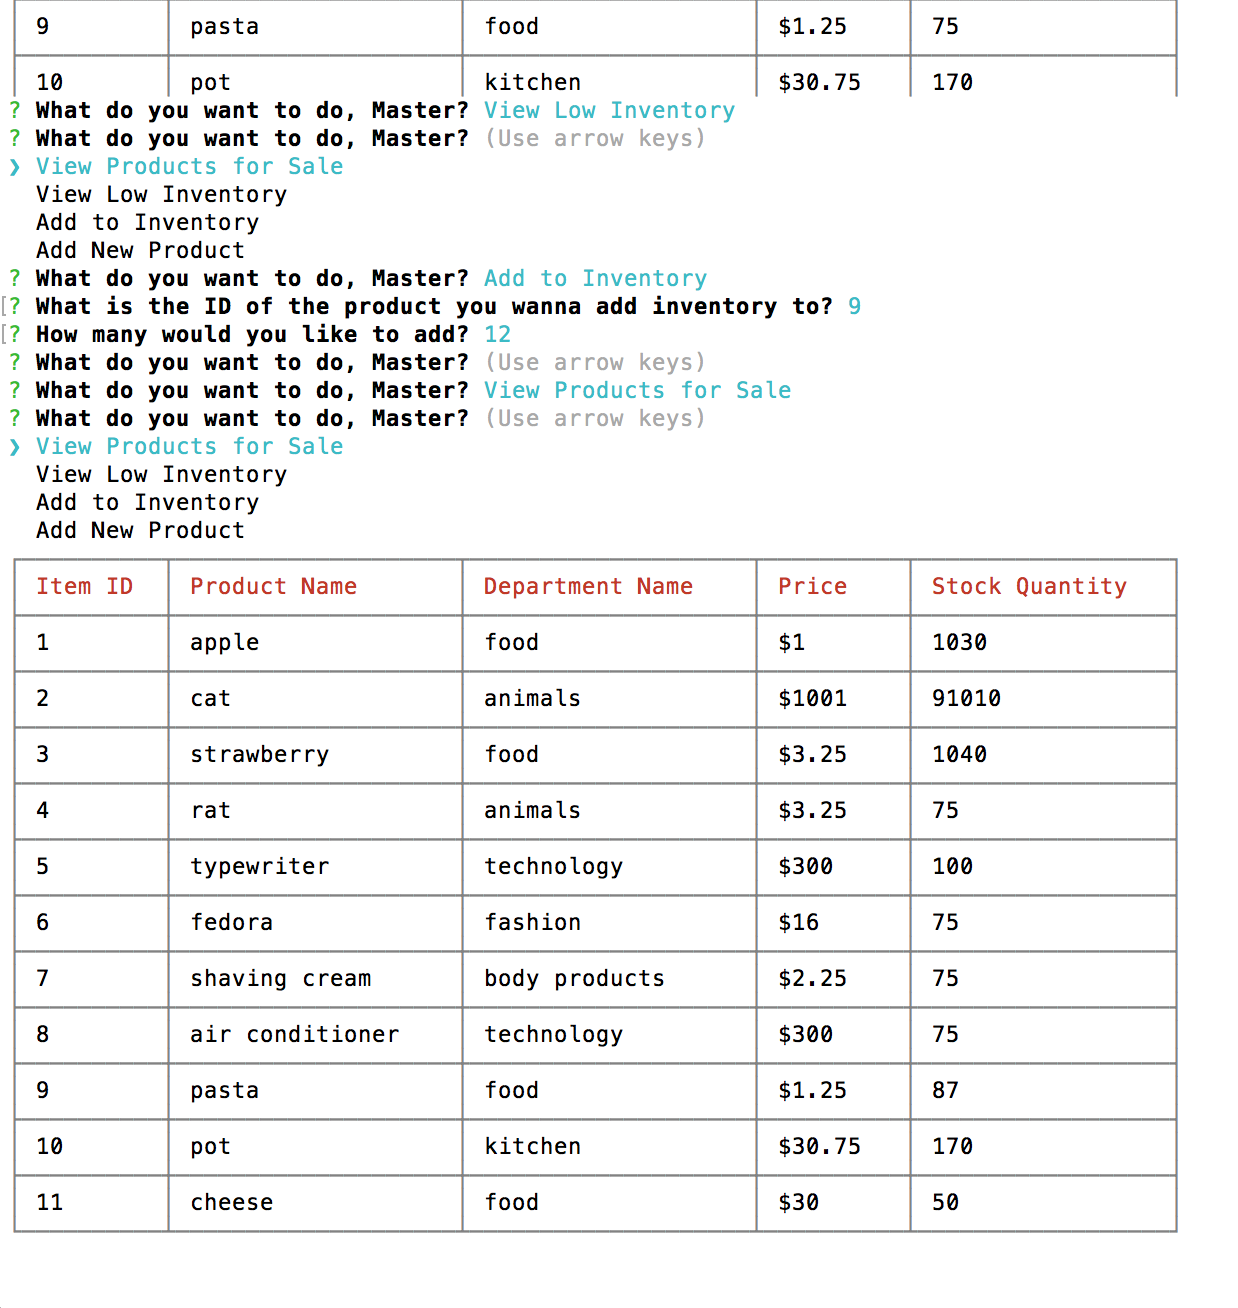 9 pasta food $1.25 75
10 pot kitchen $30.75 170
? What do you want to do, Master? View Low Inventory
? What do you want to do, Master? (Use arrow keys)
❯ View Products for Sale
View Low Inventory
Add to Inventory
Add New Product
? What do you want to do, Master? Add to Inventory
[? What is the ID of the product you wanna add inventory to? 9
[? How many would you like to add? 12
? What do you want to do, Master? (Use arrow keys)
? What do you want to do, Master? View Products for Sale
? What do you want to do, Master? (Use arrow keys)
❯ View Products for Sale
View Low Inventory
Add to Inventory
Add New Product
Item ID Product Name Department Name Price Stock Quantity
1 apple food $1 1030
2 cat animals $1001 91010
3 strawberry food $3.25 1040
4 rat animals $3.25 75
5 typewriter technology $300 100
6 fedora fashion $16 75
7 shaving cream body products $2.25 75
8 air conditioner technology $300 75
9 pasta food $1.25 87
10 pot kitchen $30.75 170
11 cheese food $30 50